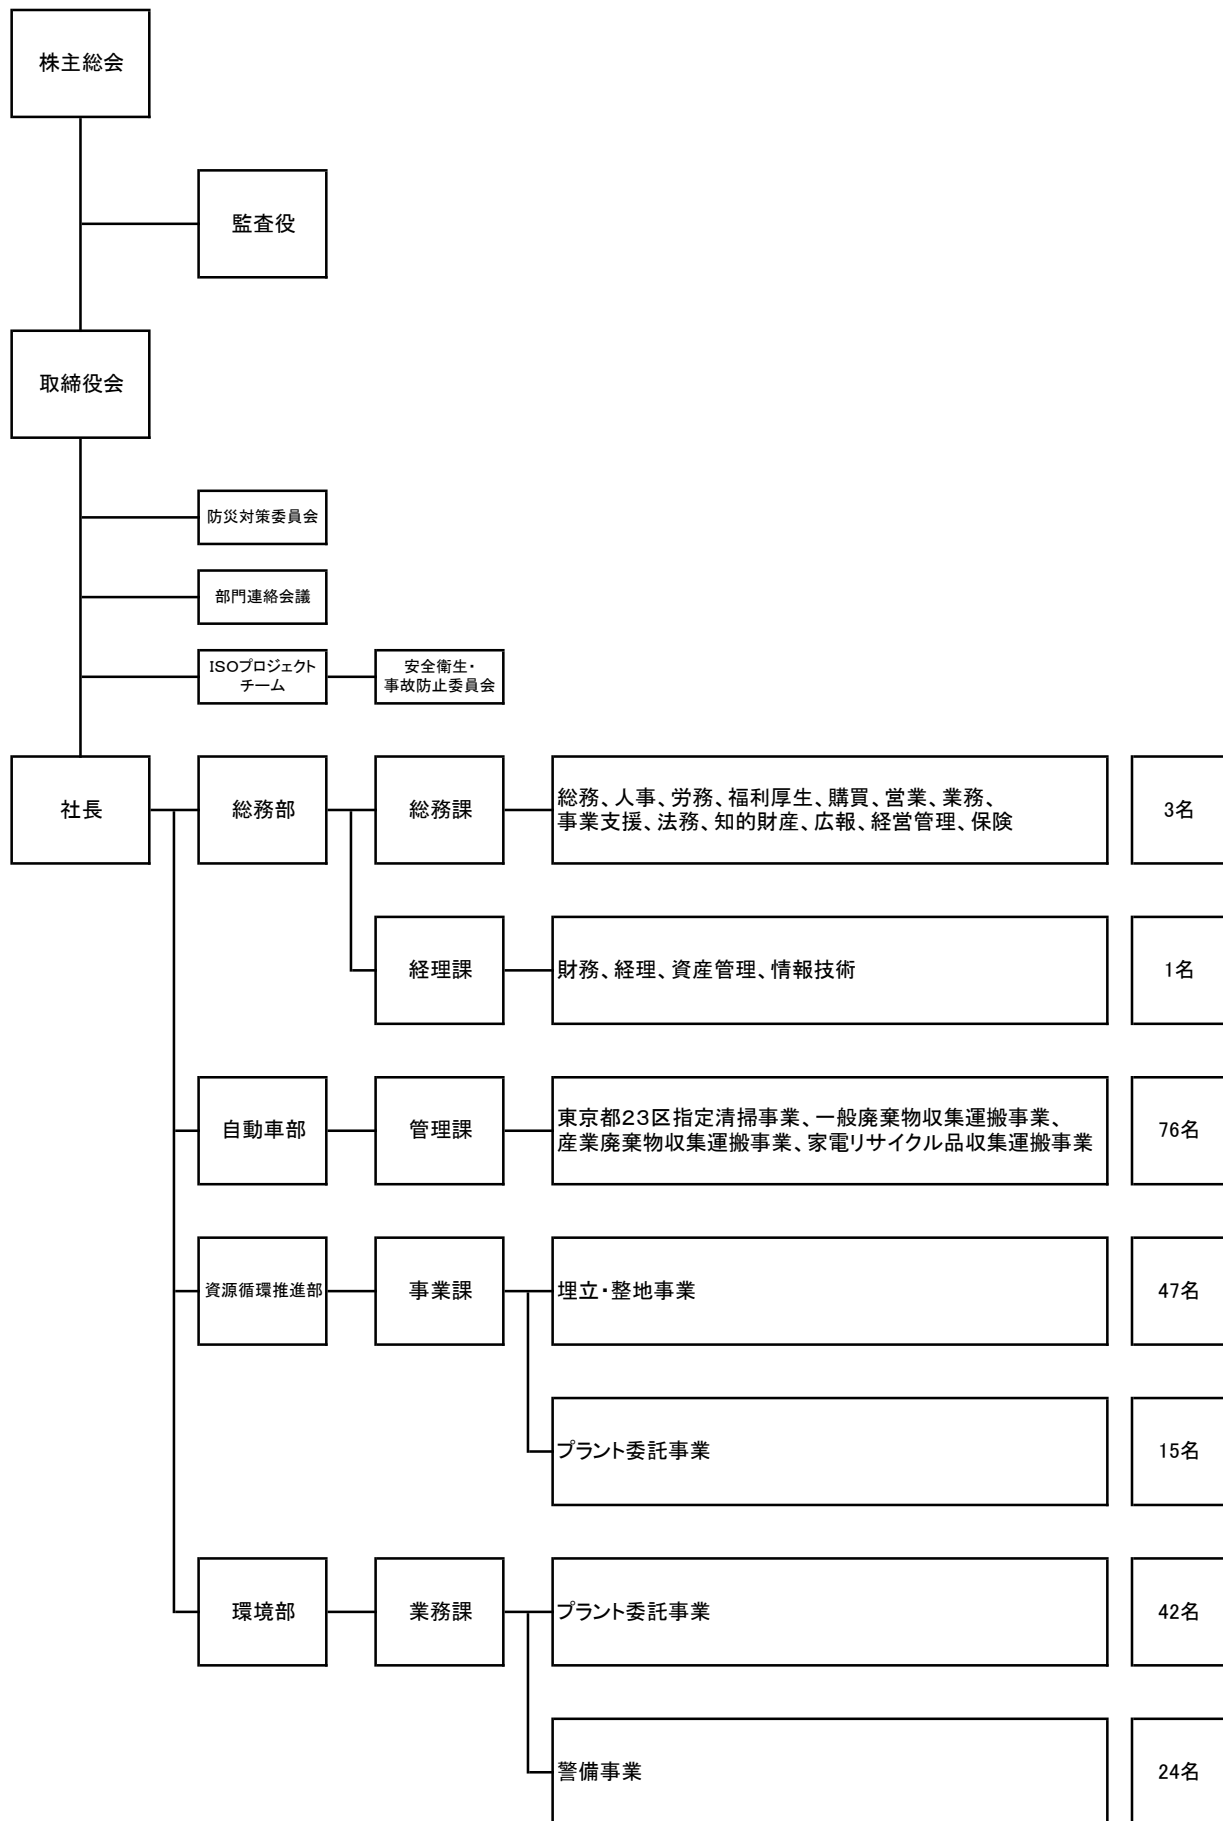 株主総会
監査役
取締役会
防災対策委員会
部門連絡会議
ISOプロジェクト
チーム
安全衛生・
事故防止委員会
社長
総務部
総務課
総務、人事、労務、福利厚生、購買、営業、業務、
事業支援、法務、知的財産、広報、経営管理、保険
3名
経理課
財務、経理、資産管理、情報技術
1名
自動車部
管理課
東京都23区指定清掃事業、一般廃棄物収集運搬事業、
産業廃棄物収集運搬事業、家電リサイクル品収集運搬事業
76名
資源循環推進部
事業課
埋立・整地事業
47名
プラント委託事業
15名
環境部
業務課
プラント委託事業
42名
警備事業
24名